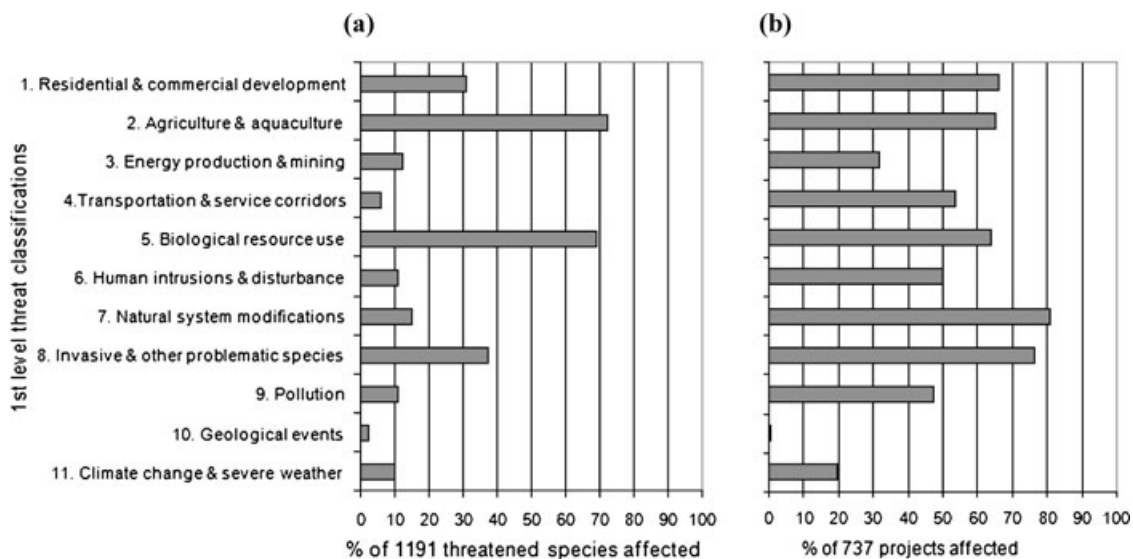 (a)
(b)
1st level threat classifications
1. Residential & commercial development
2. Agriculture & aquaculture
3. Energy production & mining
4.Transportation & service corridors
5. Biological resource use
6. Human intrusions & disturbance
7. Natural system modifications
8. Invasive & other problematic species
9. Pollution
10. Geological events
11. Climate change & severe weather
0 10 20 30 40 50 60 70 80 90 100
0 10 20 30 40 50 60 70 80 90 100
% of 1191 threatened species affected
% of 737 projects affected